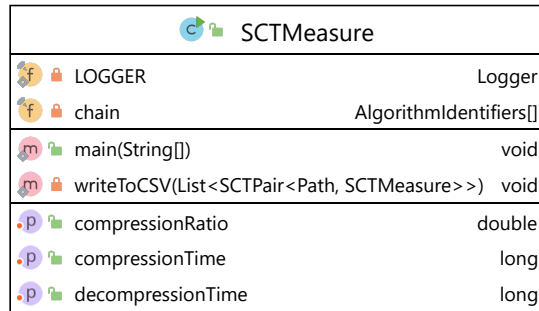 SCTMeasure
LOGGER Logger
chain AlgorithmIdentifiers[]
main(String[]) void
writeToCSV(List<SCTPair<Path, SCTMeasure>>) void
compressionRatio double
compressionTime long
decompressionTime long